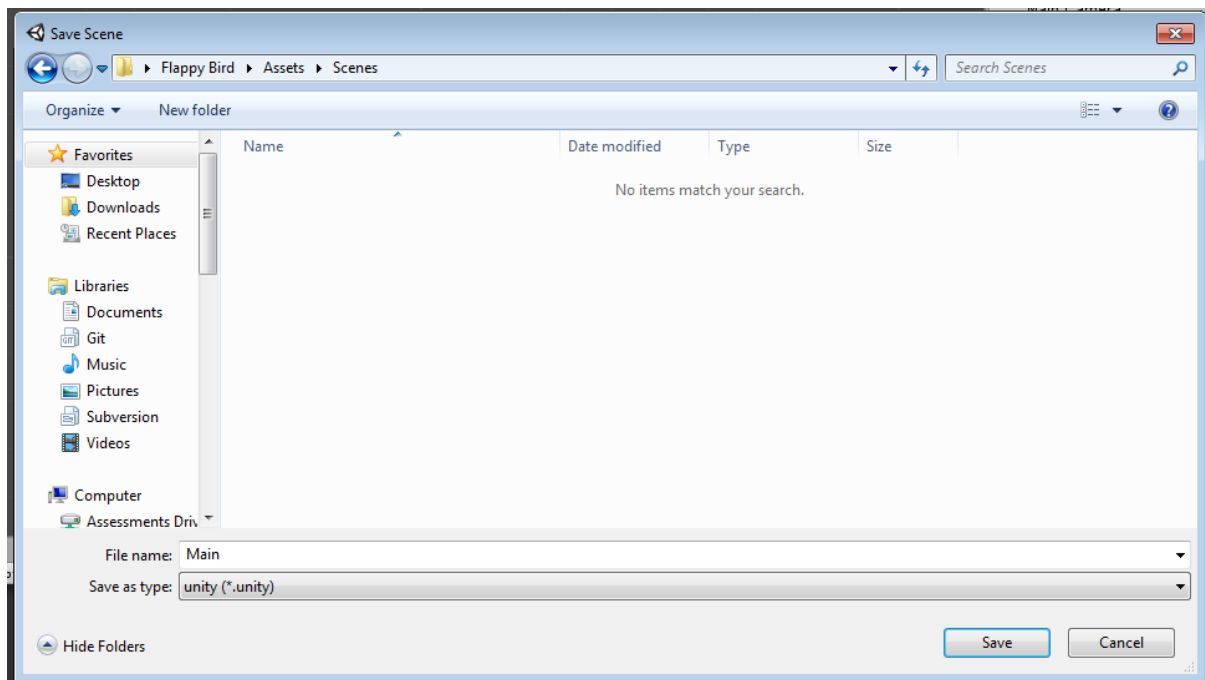 Save Scene
Flappy Bird Assets Scenes
Search Scenes
Organize New folder
Name Date modified Type Size
No items match your search.
Favorites
Desktop
Downloads
Recent Places
Libraries
Documents
Git
Music
Pictures
Subversion
Videos
Computer
Assessments
File name: Main
Save as type: unity (*.unity)
Hide Folders
Save Cancel